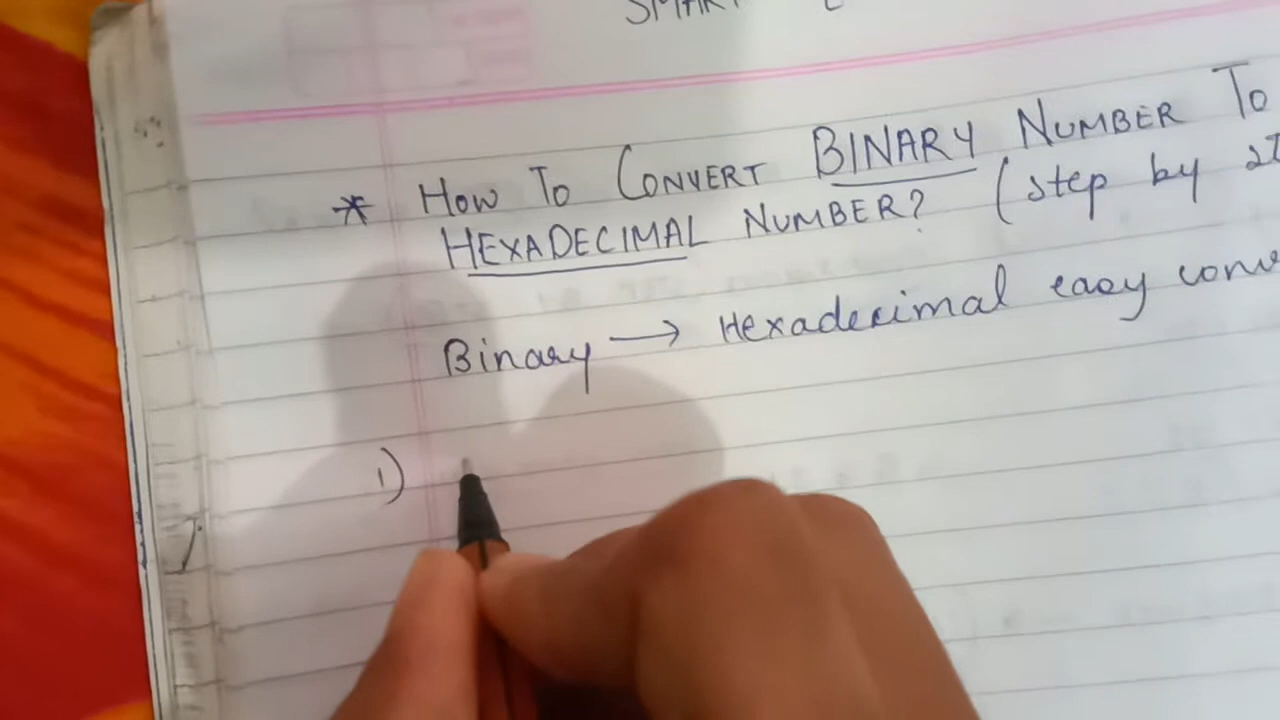 * HOW TO CONVERT BINARY NUMBER TO
HEXADECIMAL NUMBER? (step by
Binary → Hexadecimal easy
1)